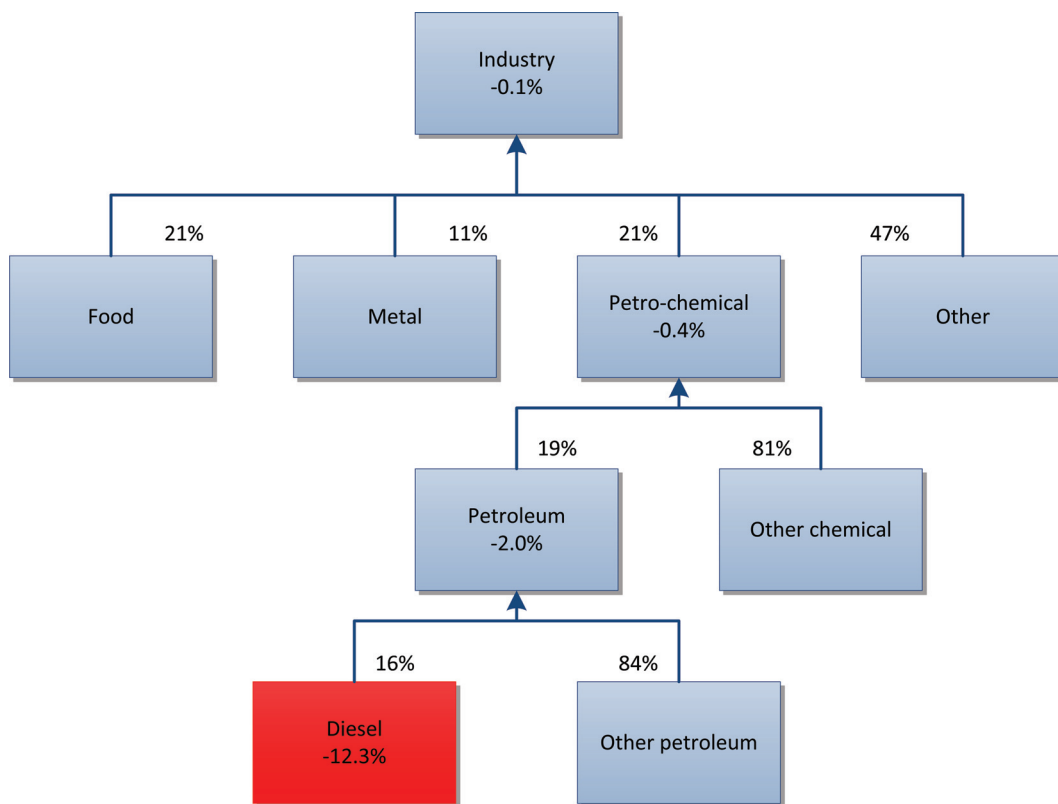 Industry
-0.1%
21%
11%
21%
47%
Food
Metal
Petro-chemical
-0.4%
Other
19%
81%
Petroleum
-2.0%
Other chemical
16%
84%
Diesel
-12.3%
Other petroleum